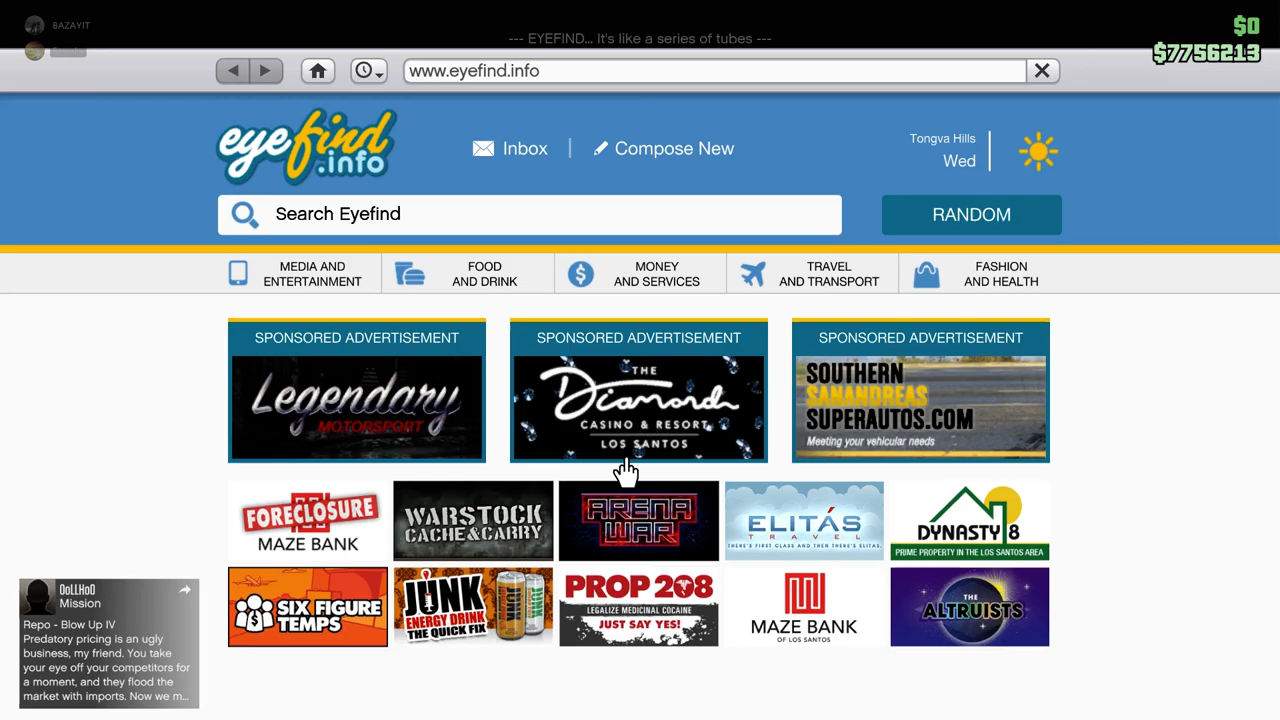 BAZAYIT
--- EYEFIND... It's like a series of tubes ---
$0
$7756213
www.eyefind.info
eyefind
.info
Inbox
Compose New
Tongva Hills
Wed
Search Eyefind
RANDOM
MEDIA AND
ENTERTAINMENT
FOOD
AND DRINK
MONEY
AND SERVICES
TRAVEL
AND TRANSPORT
FASHION
AND HEALTH
SPONSORED ADVERTISEMENT
Legendary
MOTORSPORT
SPONSORED ADVERTISEMENT
THE
Diamond
CASINO & RESORT
LOS SANTOS
SPONSORED ADVERTISEMENT
SOUTHERN
SANANDREAS
SUPERAUTOS.COM
Meeting your vehicular needs
FORECLOSURE
MAZE BANK
WARSTOCK
CACHE & CARRY
ARENA
WAR
ELITÁS
TRAVEL
THERE'S FIRST CLASS AND THEN THERE'S ELITAS.
DYNASTY 8
PRIME PROPERTY IN THE LOS SANTOS AREA
SIX FIGURE
TEMPS
JUNK
ENERGY DRINK
THE QUICK FIX
PROP 208
LEGALIZE MEDICINAL COCAINE
JUST SAY YES!
MAZE BANK
OF LOS SANTOS
THE
ALTRUISTS
OoLLHoO
Mission
Repo - Blow Up IV
Predatory pricing is an ugly
business, my friend. You take
your eye off your competitors for
a moment, and they flood the
market with imports. Now we m...